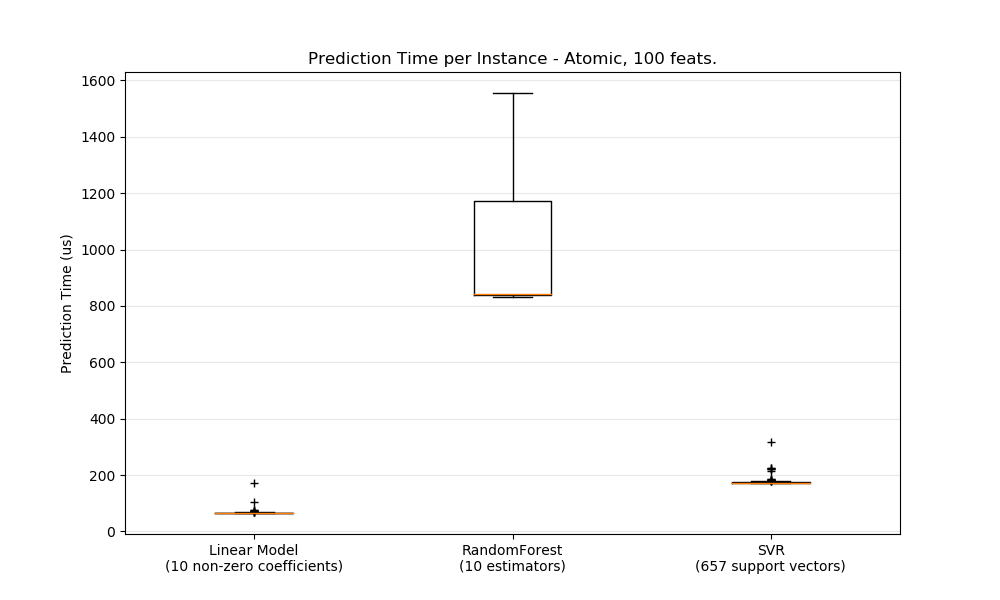 Prediction Time per Instance - Atomic, 100 feats.
1600
1400
1200
1000
800
600
400
200
0
Prediction Time (us)
Linear Model
(10 non-zero coefficients)
RandomForest
(10 estimators)
SVR
(657 support vectors)